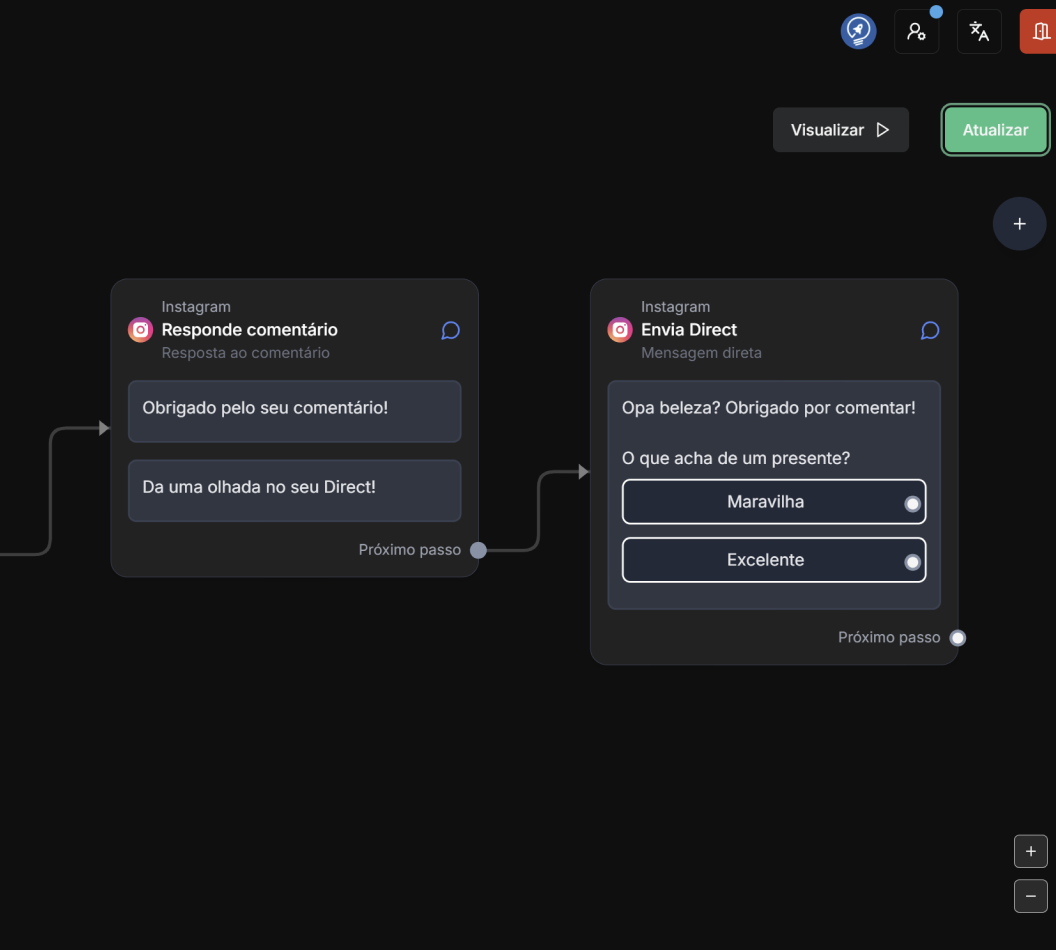 Visualizar
Atualizar
+
Instagram
Responde comentário
Resposta ao comentário
Obrigado pelo seu comentário!
Da uma olhada no seu Direct!
Próximo passo
Instagram
Envia Direct
Mensagem direta
Opa beleza? Obrigado por comentar!
O que acha de um presente?
Maravilha
Excelente
Próximo passo
+
−